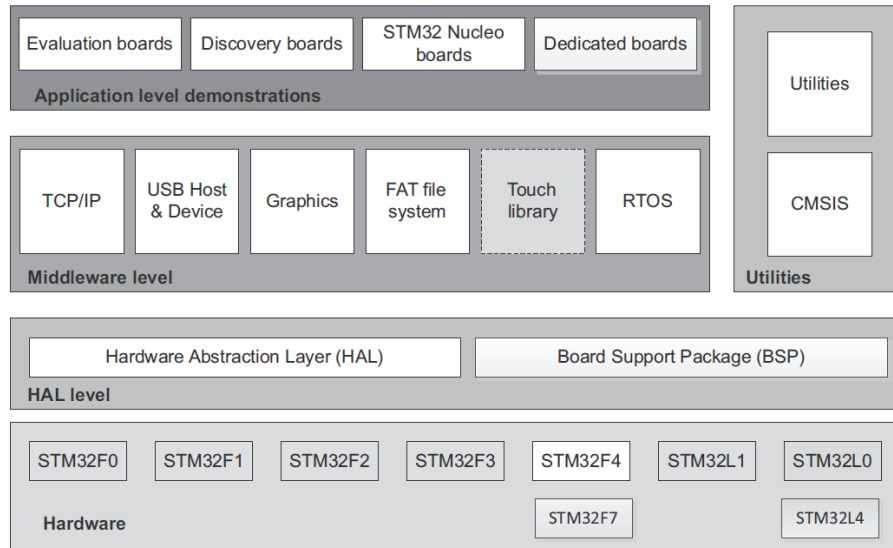 Evaluation boards
Discovery boards
STM32 Nucleo
boards
Dedicated boards
Application level demonstrations
Utilities
CMSIS
Utilities
TCP/IP
USB Host
& Device
Graphics
FAT file
system
Touch
library
RTOS
Middleware level
Hardware Abstraction Layer (HAL)
Board Support Package (BSP)
HAL level
STM32F0
STM32F1
STM32F2
STM32F3
STM32F4
STM32L1
STM32L0
STM32F7
STM32L4
Hardware